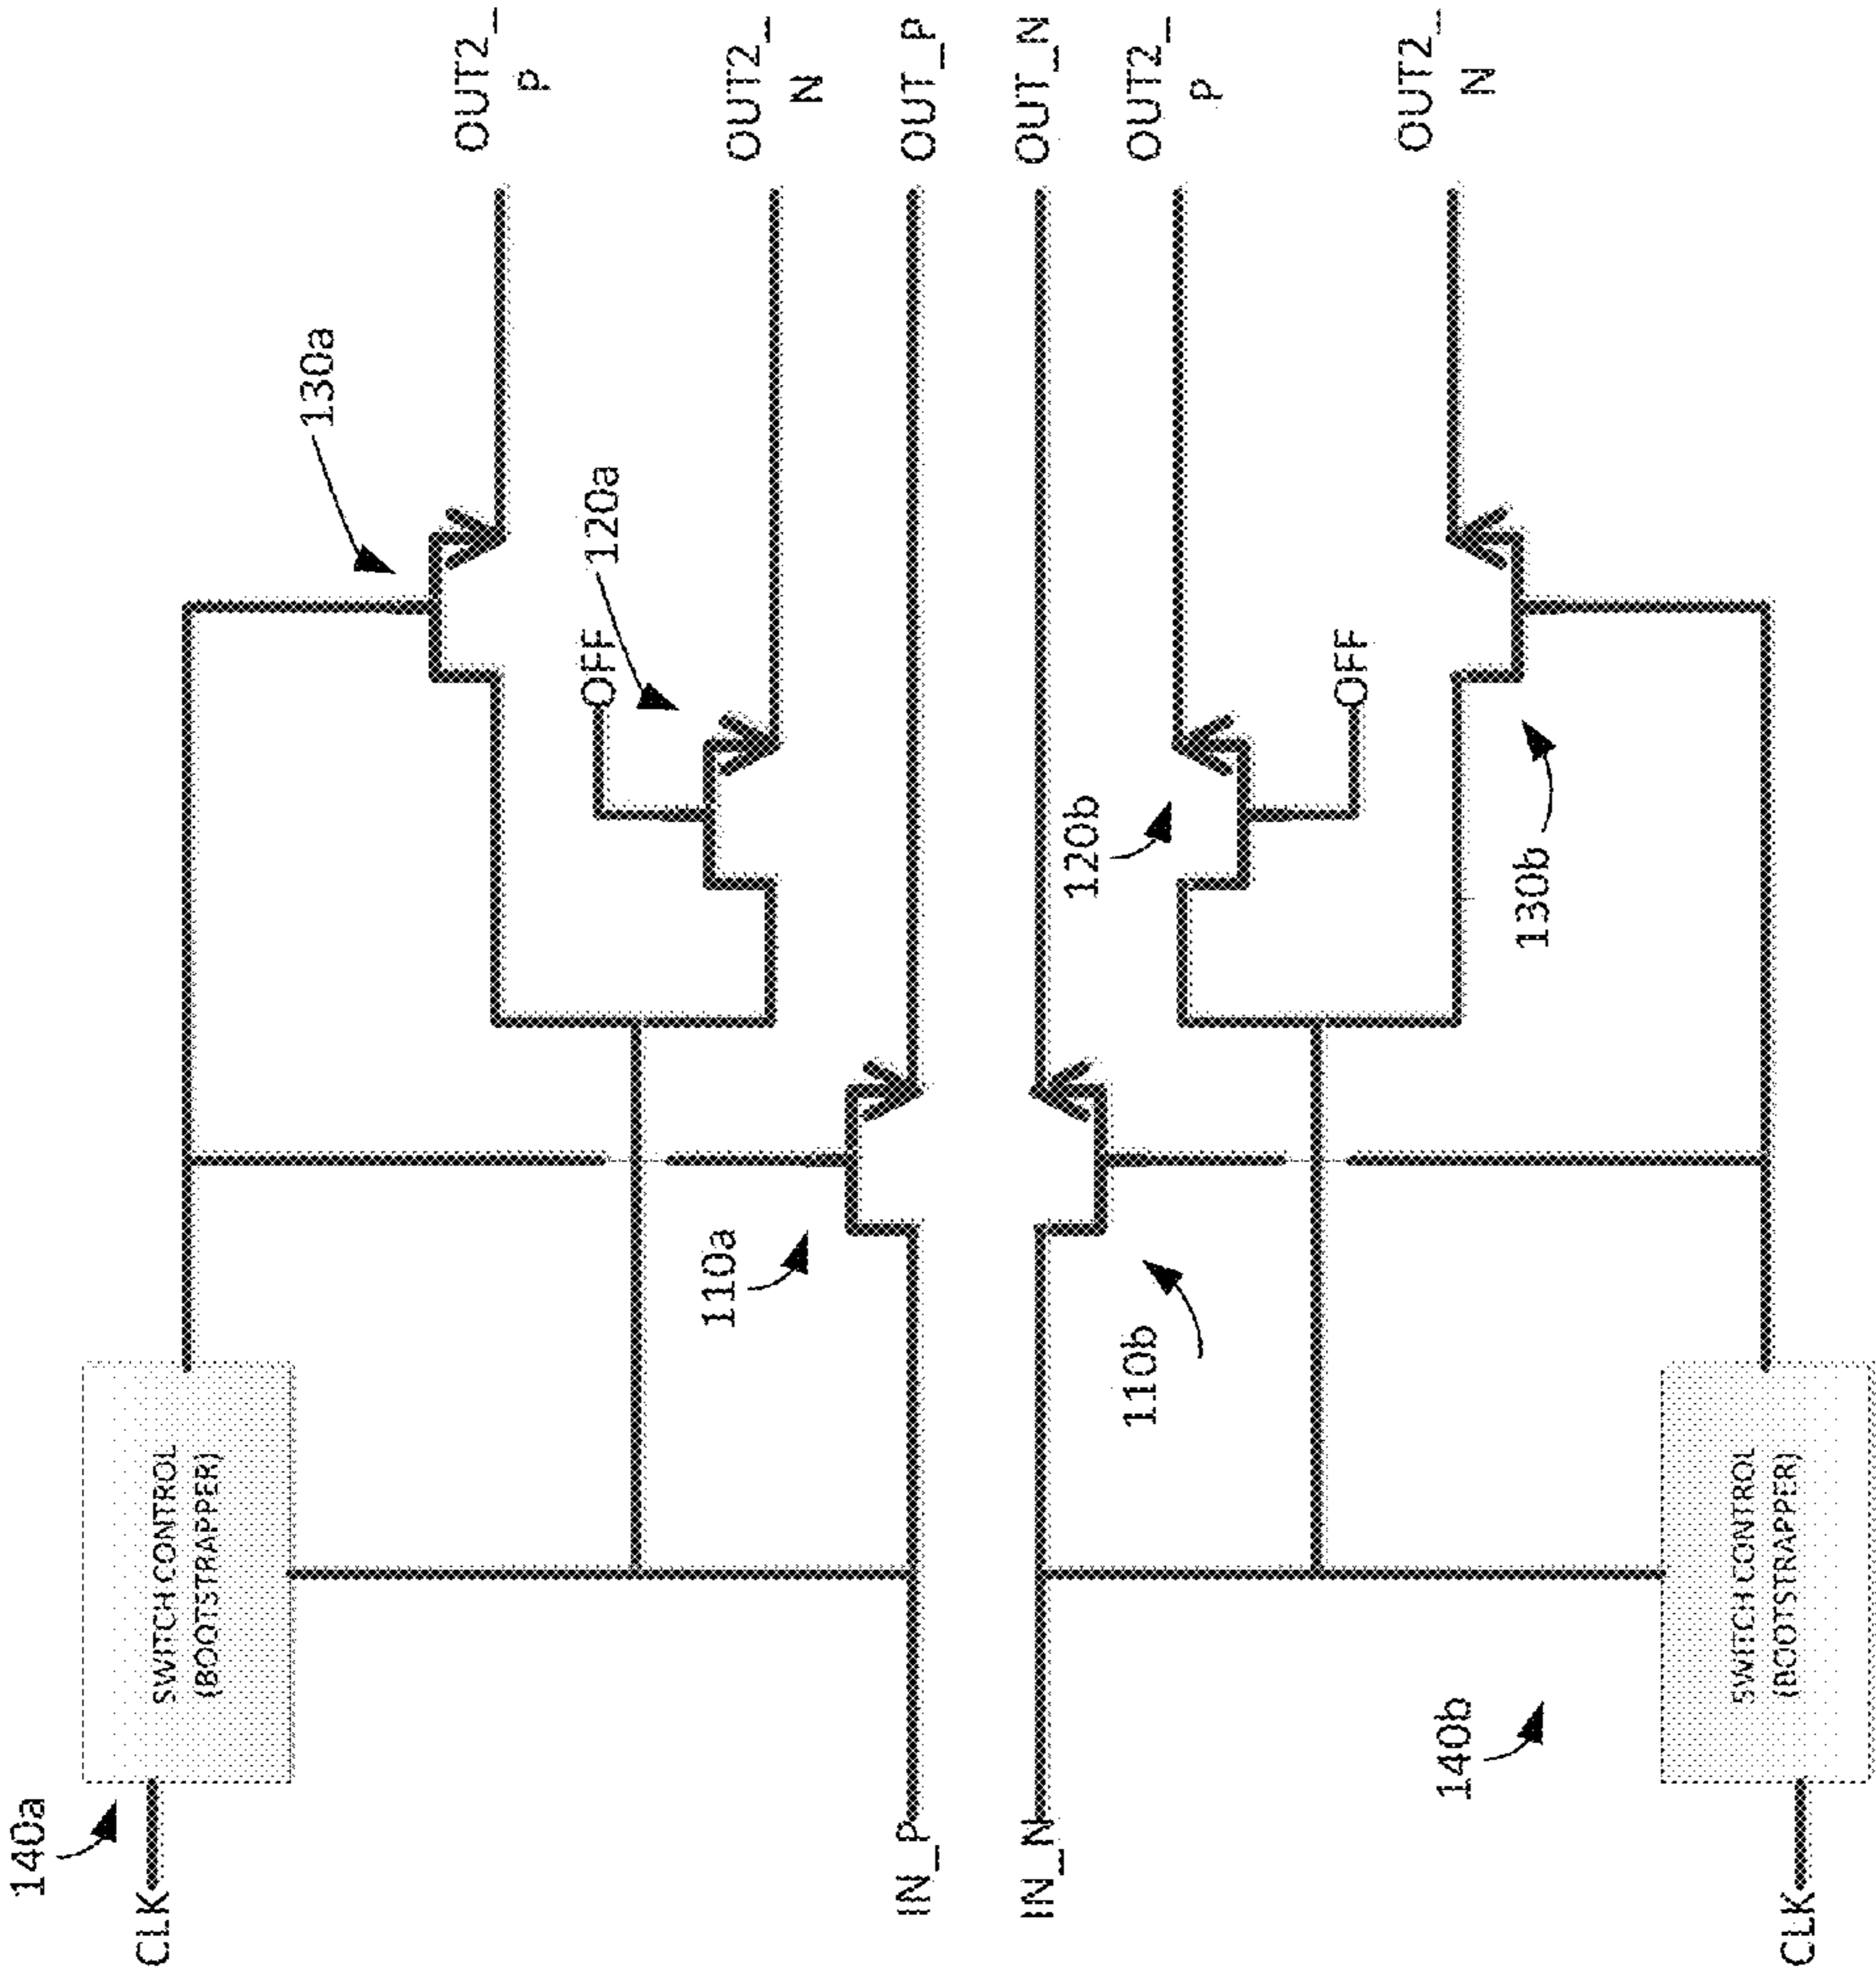 140a
CLK
SWITCH CONTROL
(BOOTSTRAPPER)
130a
OUT2_
P
120a
OFF
OUT2_
N
110a
IN_P
OUT_P
IN_N
OUT_N
110b
120b
OUT2_
P
OFF
140b
130b
OUT2_
N
SWITCH CONTROL
(BOOTSTRAPPER)
CLK